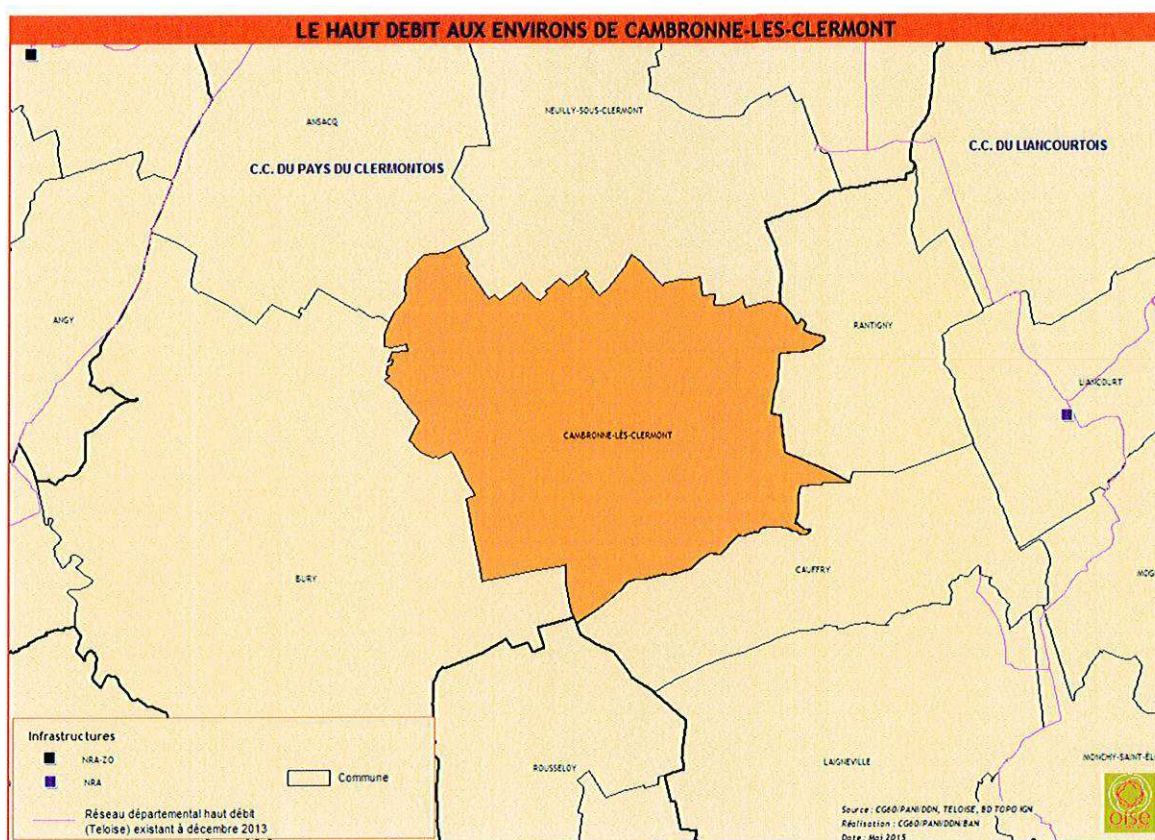 LE HAUT DEBIT AUX ENVIRONS DE CAMBRONNE-LES-CLERMONT
ANSACQ
NEUILLY-SOUS-CLERMONT
C.C. DU PAYS DU CLERMONTOIS
C.C. DU LIANCOURTOIS
ANGY
RANTIGNY
LIANCOURT
CAMBRONNE-LÈS-CLERMONT
BURY
CAUFFRY
MOG
ROUSSELOY
LAIGNEVILLE
MONCHY-SAINT-ÉL
Infrastructures
NRA-ZO
NRA
Commune
Réseau départemental haut débit
(Teloise) existant à décembre 2013
Source : CG60/PANI/DDN, TELOISE, BD TOPO IGN
Réalisation : CG60/PANI/DDN/BAN
Date : Mai 2015
oise